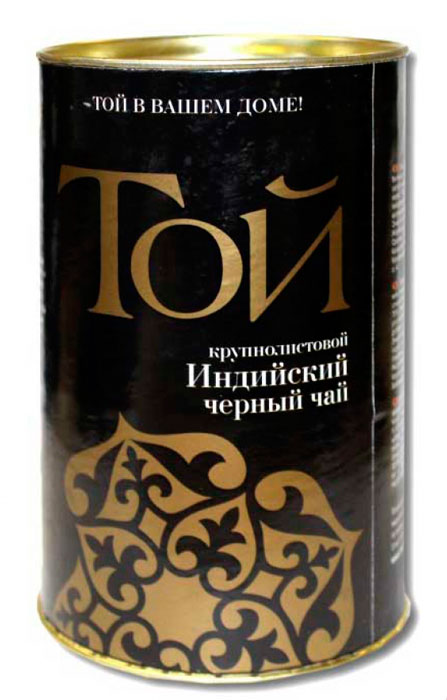 ТОЙ В ВАШЕМ ДОМЕ!
Той
крупнолистовой
Индийский
черный чай